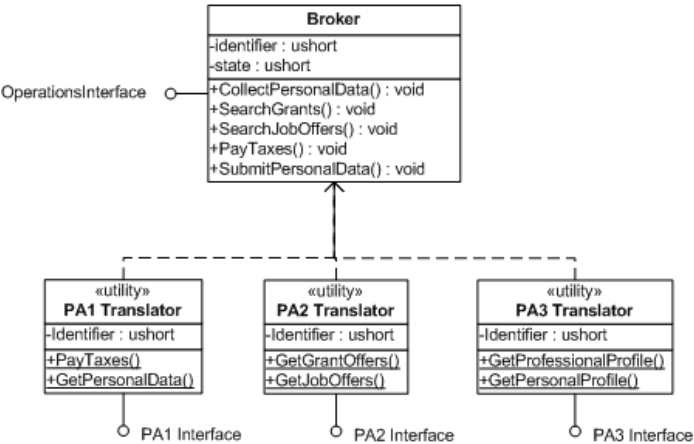 Broker
-identifier : ushort
-state : ushort
OperationsInterface
+CollectPersonalData() : void
+SearchGrants() : void
+SearchJobOffers() : void
+PayTaxes() : void
+SubmitPersonalData() : void
«utility»
PA1 Translator
-Identifier : ushort
+PayTaxes()
+GetPersonalData()
PA1 Interface
«utility»
PA2 Translator
-Identifier : ushort
+GetGrantOffers()
+GetJobOffers()
PA2 Interface
«utility»
PA3 Translator
-Identifier : ushort
+GetProfessionalProfile()
+GetPersonalProfile()
PA3 Interface